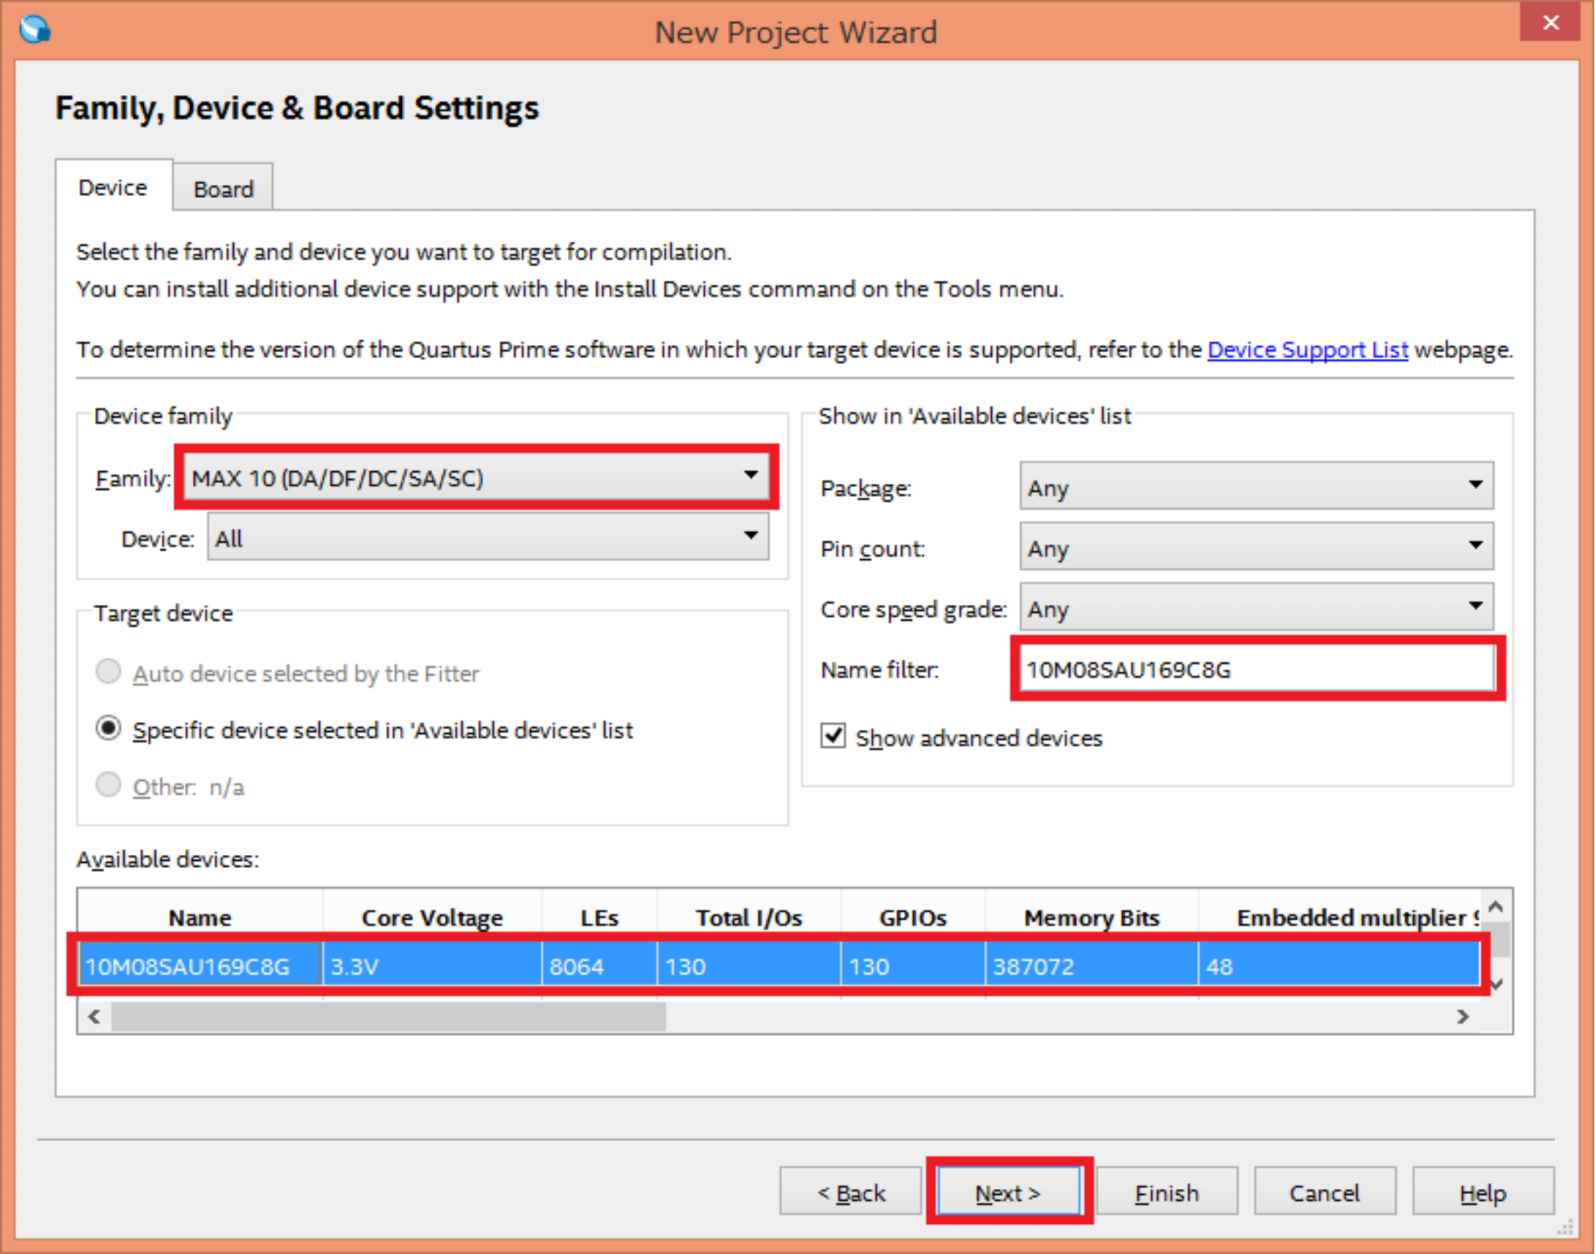 New Project Wizard
Family, Device & Board Settings
Device
Board
Select the family and device you want to target for compilation.
You can install additional device support with the Install Devices command on the Tools menu.
To determine the version of the Quartus Prime software in which your target device is supported, refer to the Device Support List webpage.
Device family
Family: MAX 10 (DA/DF/DC/SA/SC)
Device: All
Show in 'Available devices' list
Package: Any
Pin count: Any
Core speed grade: Any
Name filter: 10M08SAU169C8G
Show advanced devices
Target device
Auto device selected by the Fitter
Specific device selected in 'Available devices' list
Other: n/a
Available devices:
Name Core Voltage LEs Total I/Os GPIOs Memory Bits Embedded multiplier
10M08SAU169C8G 3.3V 8064 130 130 387072 48
< Back
Next >
Finish
Cancel
Help